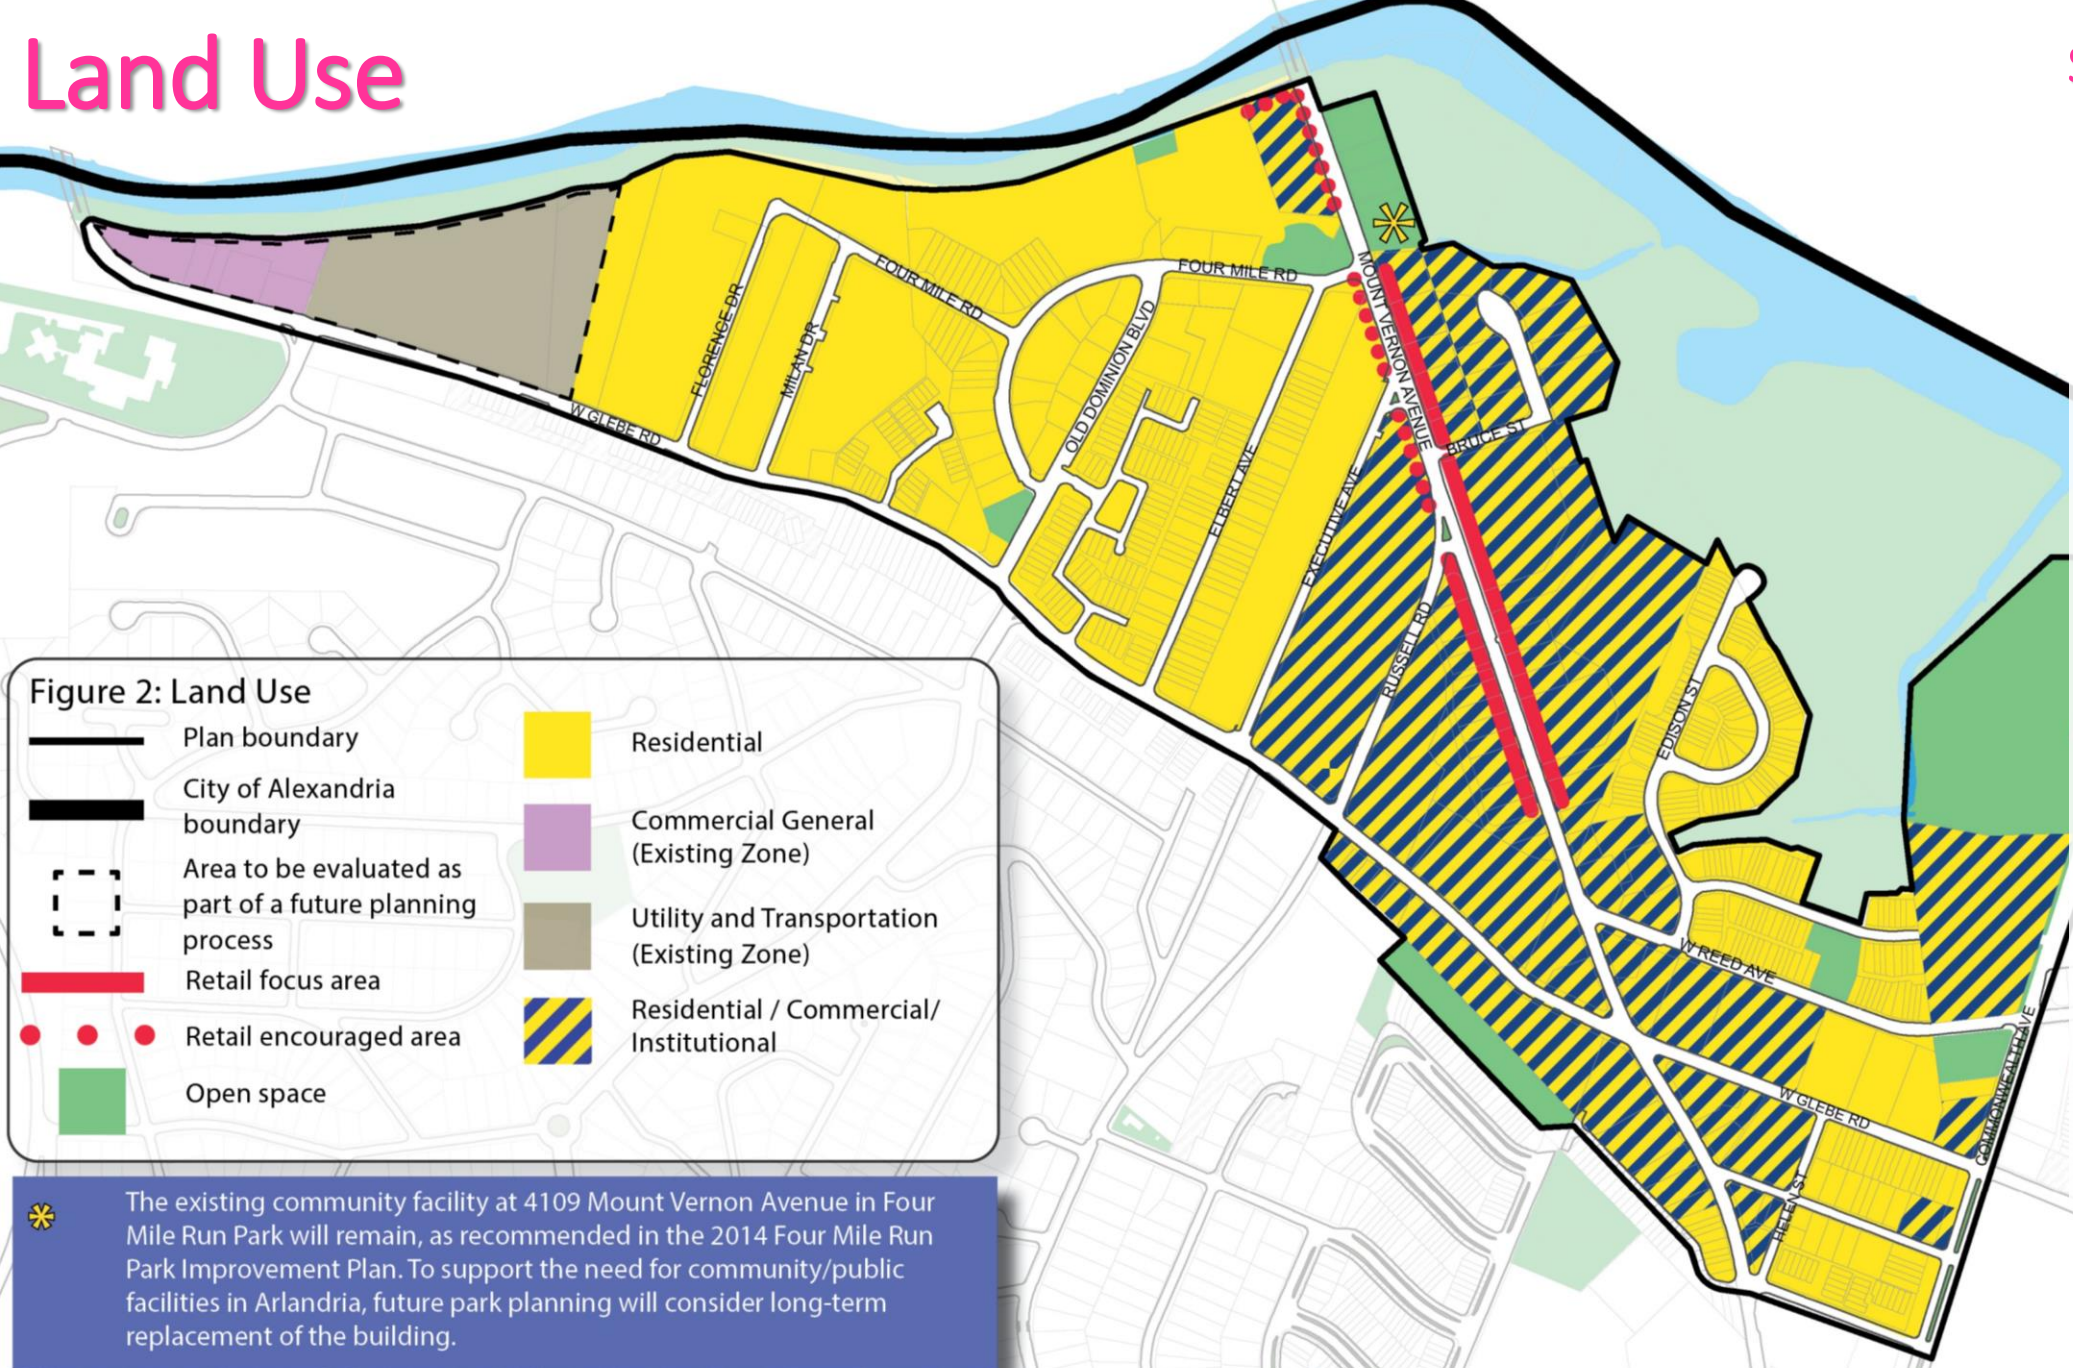 Land Use
FOUR MILE RD
FOUR MILE RD
FLORENCE DR
MILAN DR
OLD DOMINION BLVD
MOUNT VERNON AVENUE
BRUCE ST
W GLEBE RD
ELBERT AVE
EXECUTIVE AVE
RUSSELL RD
EDISON ST
W REED AVE
COMMONWEALTH AVE
W GLEBE RD
HELEN ST
Figure 2: Land Use
Plan boundary
City of Alexandria
boundary
Area to be evaluated as
part of a future planning
process
Retail focus area
Retail encouraged area
Open space
Residential
Commercial General
(Existing Zone)
Utility and Transportation
(Existing Zone)
Residential / Commercial/
Institutional
The existing community facility at 4109 Mount Vernon Avenue in Four
Mile Run Park will remain, as recommended in the 2014 Four Mile Run
Park Improvement Plan. To support the need for community/public
facilities in Arlandria, future park planning will consider long-term
replacement of the building.